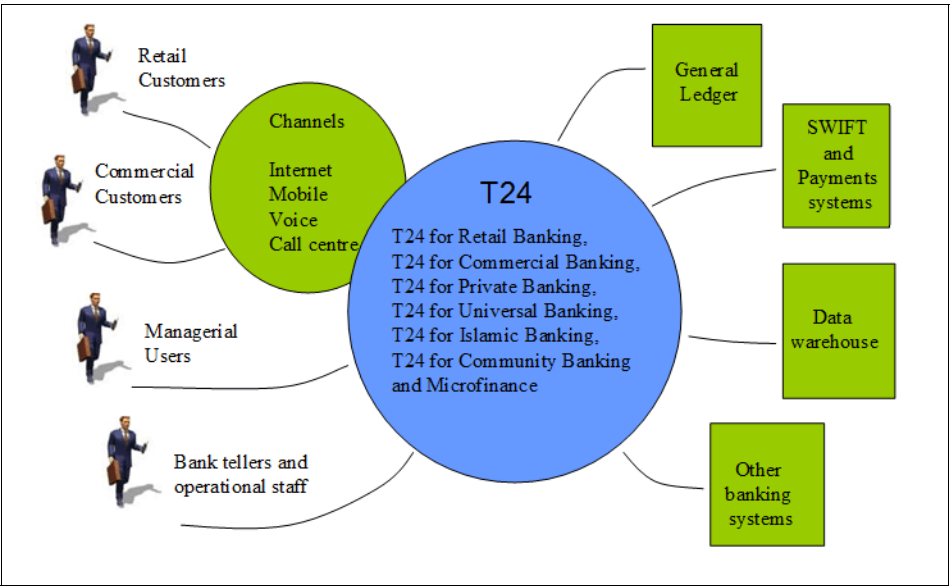 Retail
Customers
Commercial
Customers
Managerial
Users
Bank tellers and
operational staff
Channels
Internet
Mobile
Voice
Call centre
T24
T24 for Retail Banking,
T24 for Commercial Banking,
T24 for Private Banking,
T24 for Universal Banking,
T24 for Islamic Banking,
T24 for Community Banking
and Microfinance
General
Ledger
SWIFT
and
Payments
systems
Data
warehouse
Other
banking
systems